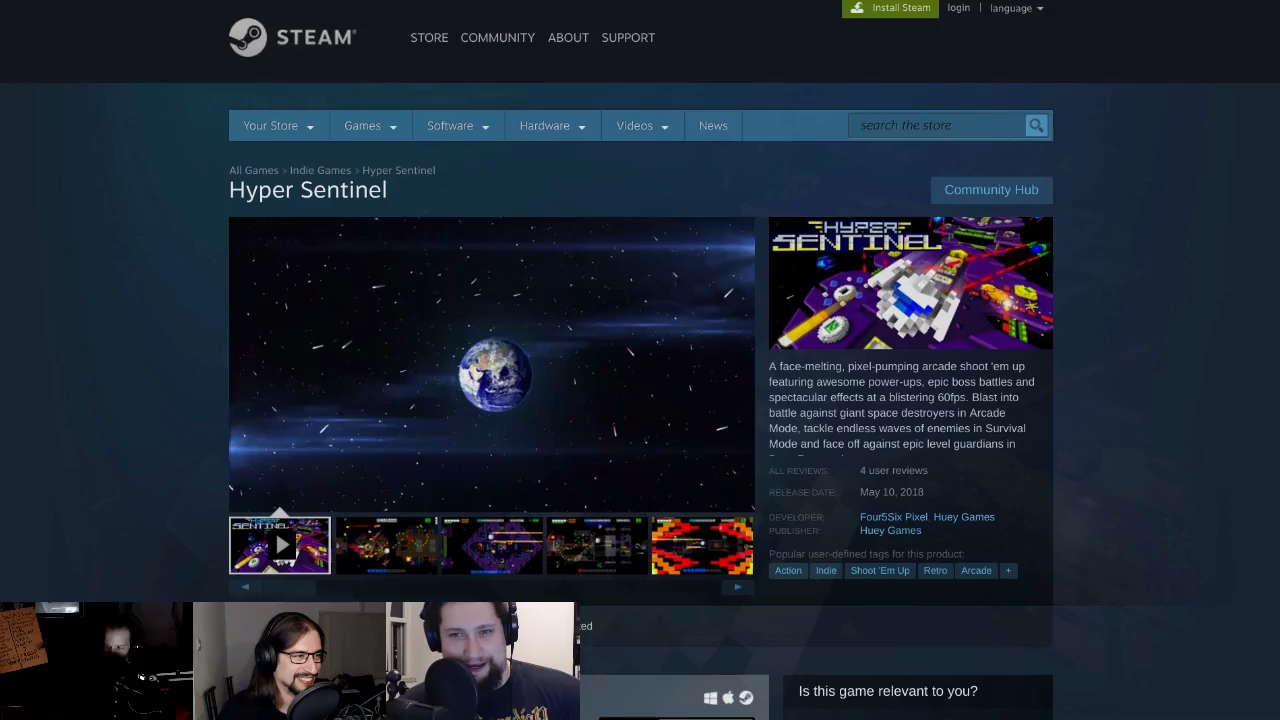 Install Steam
login
language
STEAM
STORE COMMUNITY ABOUT SUPPORT
Your Store Games Software Hardware Videos News
search the store
All Games > Indie Games > Hyper Sentinel
Hyper Sentinel
Community Hub
HYPER
SENTINEL
A face-melting, pixel-pumping arcade shoot 'em up
featuring awesome power-ups, epic boss battles and
spectacular effects at a blistering 60fps. Blast into
battle against giant space destroyers in Arcade
Mode, tackle endless waves of enemies in Survival
Mode and face off against epic level guardians in
ALL REVIEWS: 4 user reviews
RELEASE DATE: May 10, 2018
DEVELOPER: Four5Six Pixel, Huey Games
PUBLISHER: Huey Games
Popular user-defined tags for this product:
Action Indie Shoot 'Em Up Retro Arcade +
SENTINEL
Is this game relevant to you?